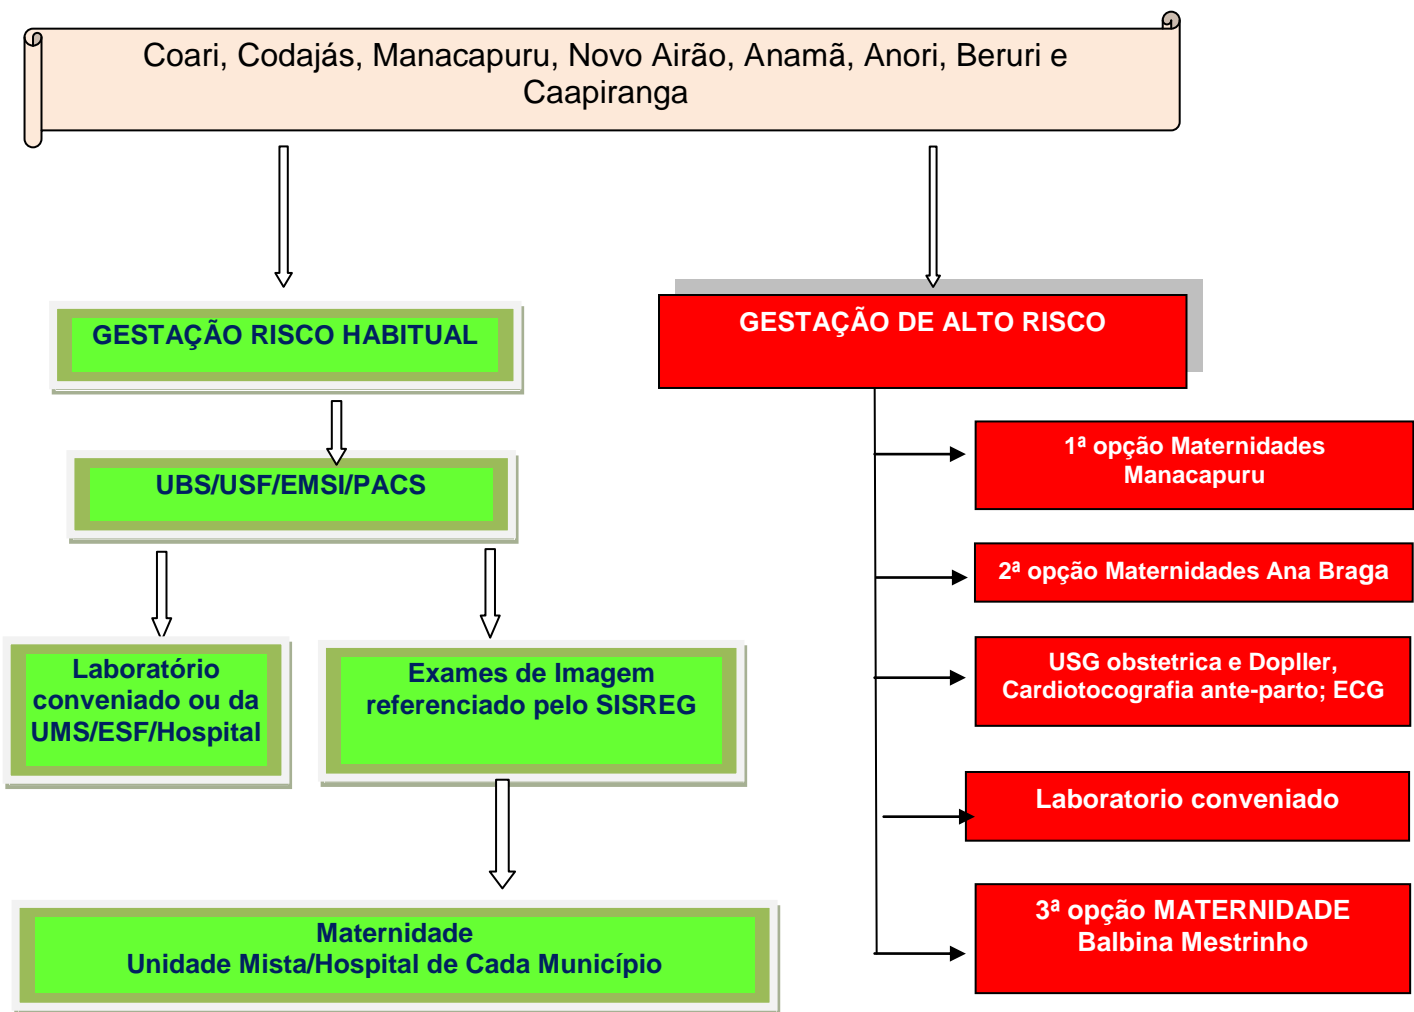 Coari, Codajás, Manacapuru, Novo Airão, Anamã, Anori, Beruri e
Caapiranga
GESTAÇÃO RISCO HABITUAL
UBS/USF/EMSI/PACS
Laboratório
conveniado ou da
UMS/ESF/Hospital
Exames de Imagem
referenciado pelo SISREG
Maternidade
Unidade Mista/Hospital de Cada Município
GESTAÇÃO DE ALTO RISCO
1ª opção Maternidades
Manacapuru
2ª opção Maternidades Ana Braga
USG obstetrica e Dopller,
Cardiotocografia ante-parto; ECG
Laboratorio conveniado
3ª opção MATERNIDADE
Balbina Mestrinho